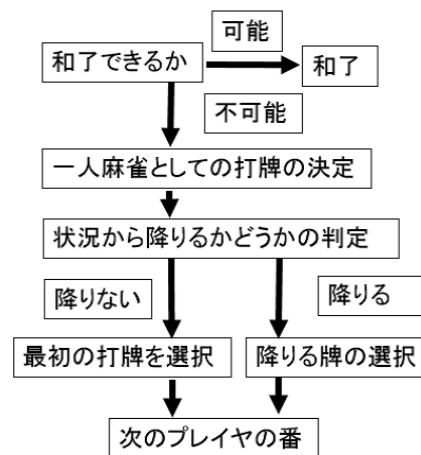 可能
和了できるか
和了
不可能
一人麻雀としての打牌の決定
状況から降りるかどうかの判定
降りない
降りる
最初の打牌を選択
降りる牌の選択
次のプレイヤの番